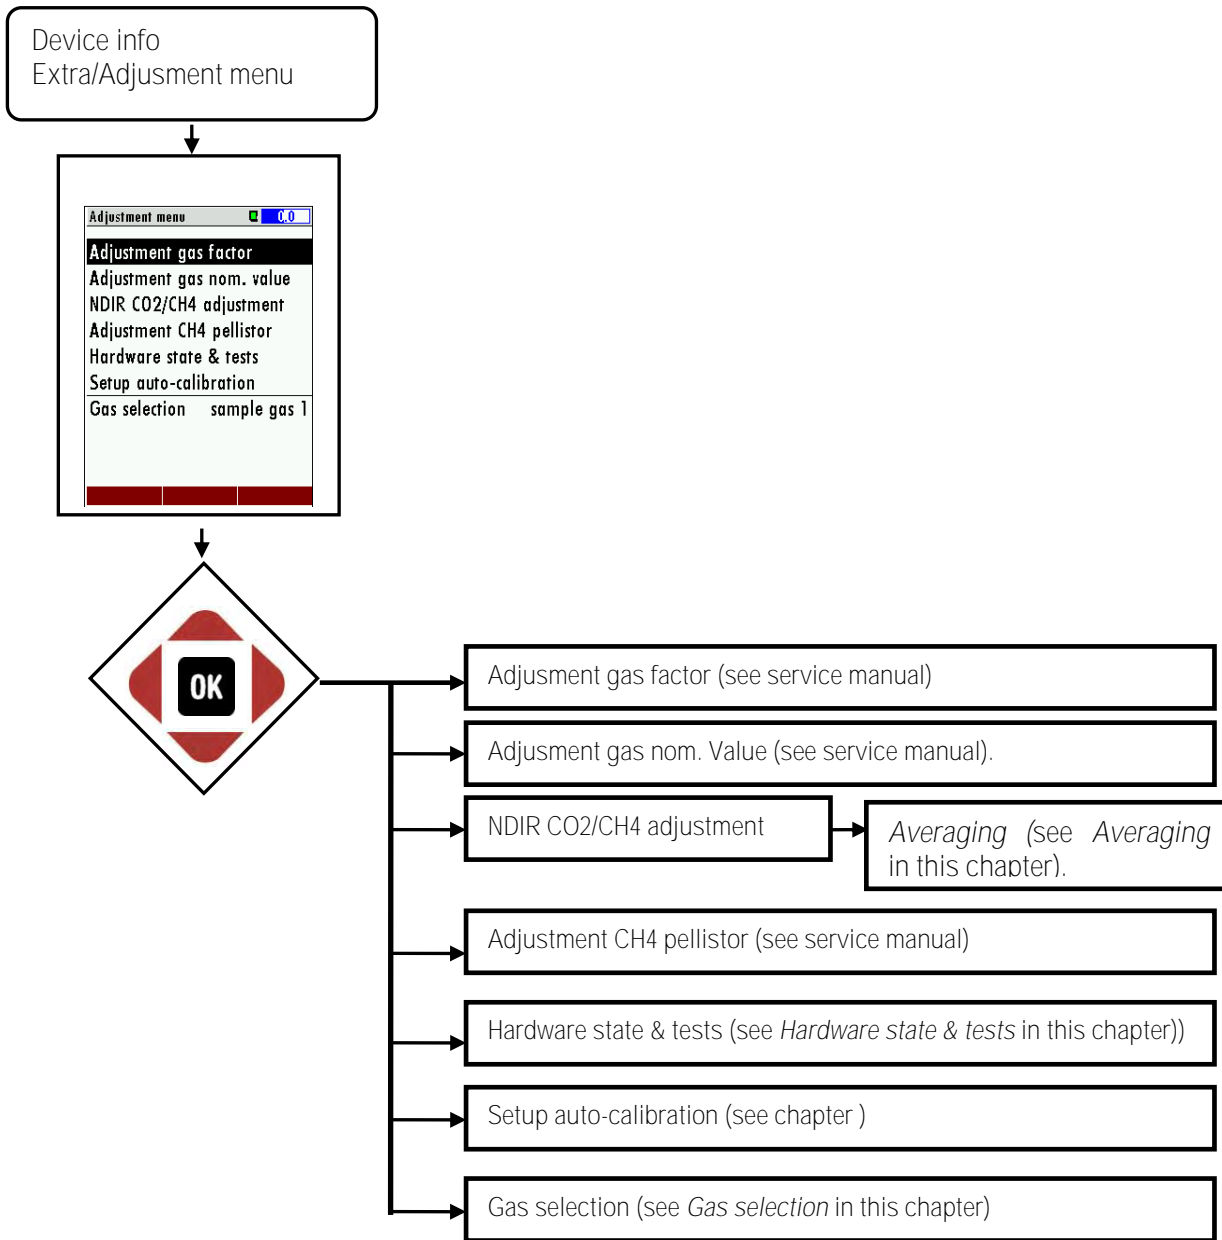 Device info
Extra/Adjusment menu
Adjustment menu 0.0
Adjustment gas factor
Adjustment gas nom. value
NDIR CO2/CH4 adjustment
Adjustment CH4 pellistor
Hardware state & tests
Setup auto-calibration
Gas selection sample gas 1
OK
Adjusment gas factor (see service manual)
Adjusment gas nom. Value (see service manual).
NDIR CO2/CH4 adjustment
Averaging (see Averaging
in this chapter).
Adjustment CH4 pellistor (see service manual)
Hardware state & tests (see Hardware state & tests in this chapter))
Setup auto-calibration (see chapter )
Gas selection (see Gas selection in this chapter)